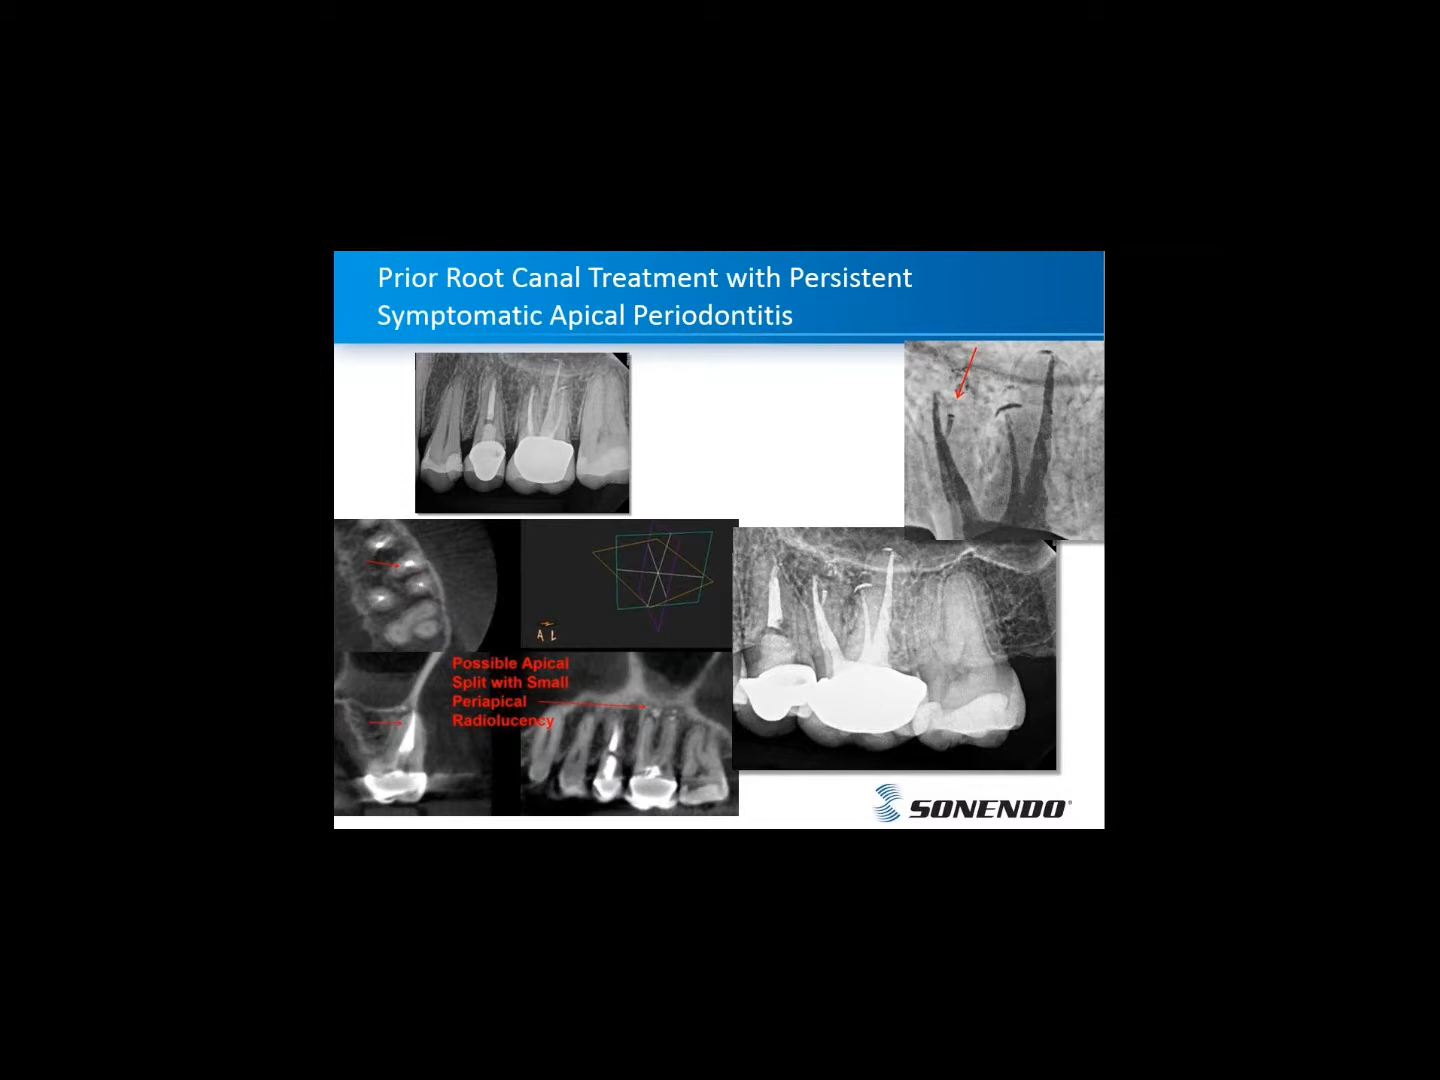 Prior Root Canal Treatment with Persistent
Symptomatic Apical Periodontitis
A L
Possible Apical
Split with Small
Periapical
Radiolucency
SONENDO®